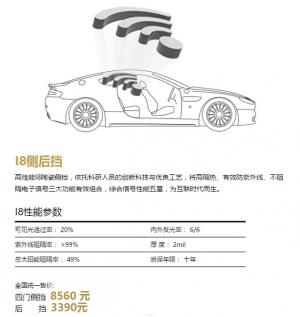 I8侧后挡
高性能I8陶瓷侧挡，依托科研人员的创新科技与优良工艺，将高隔热、有效防紫外线、不阻
隔电子信号三大功能有效组合，综合信号性能五星，为互联时代而生。
I8性能参数
可见光透过率： 20% 内外反光率： 6/6
紫外线阻隔率： >99% 厚 度： 2mil
总太阳能阻隔率： 49% 质保年限： 十年
全国统一售价:
四门侧挡 8560 元
后 挡 3390元